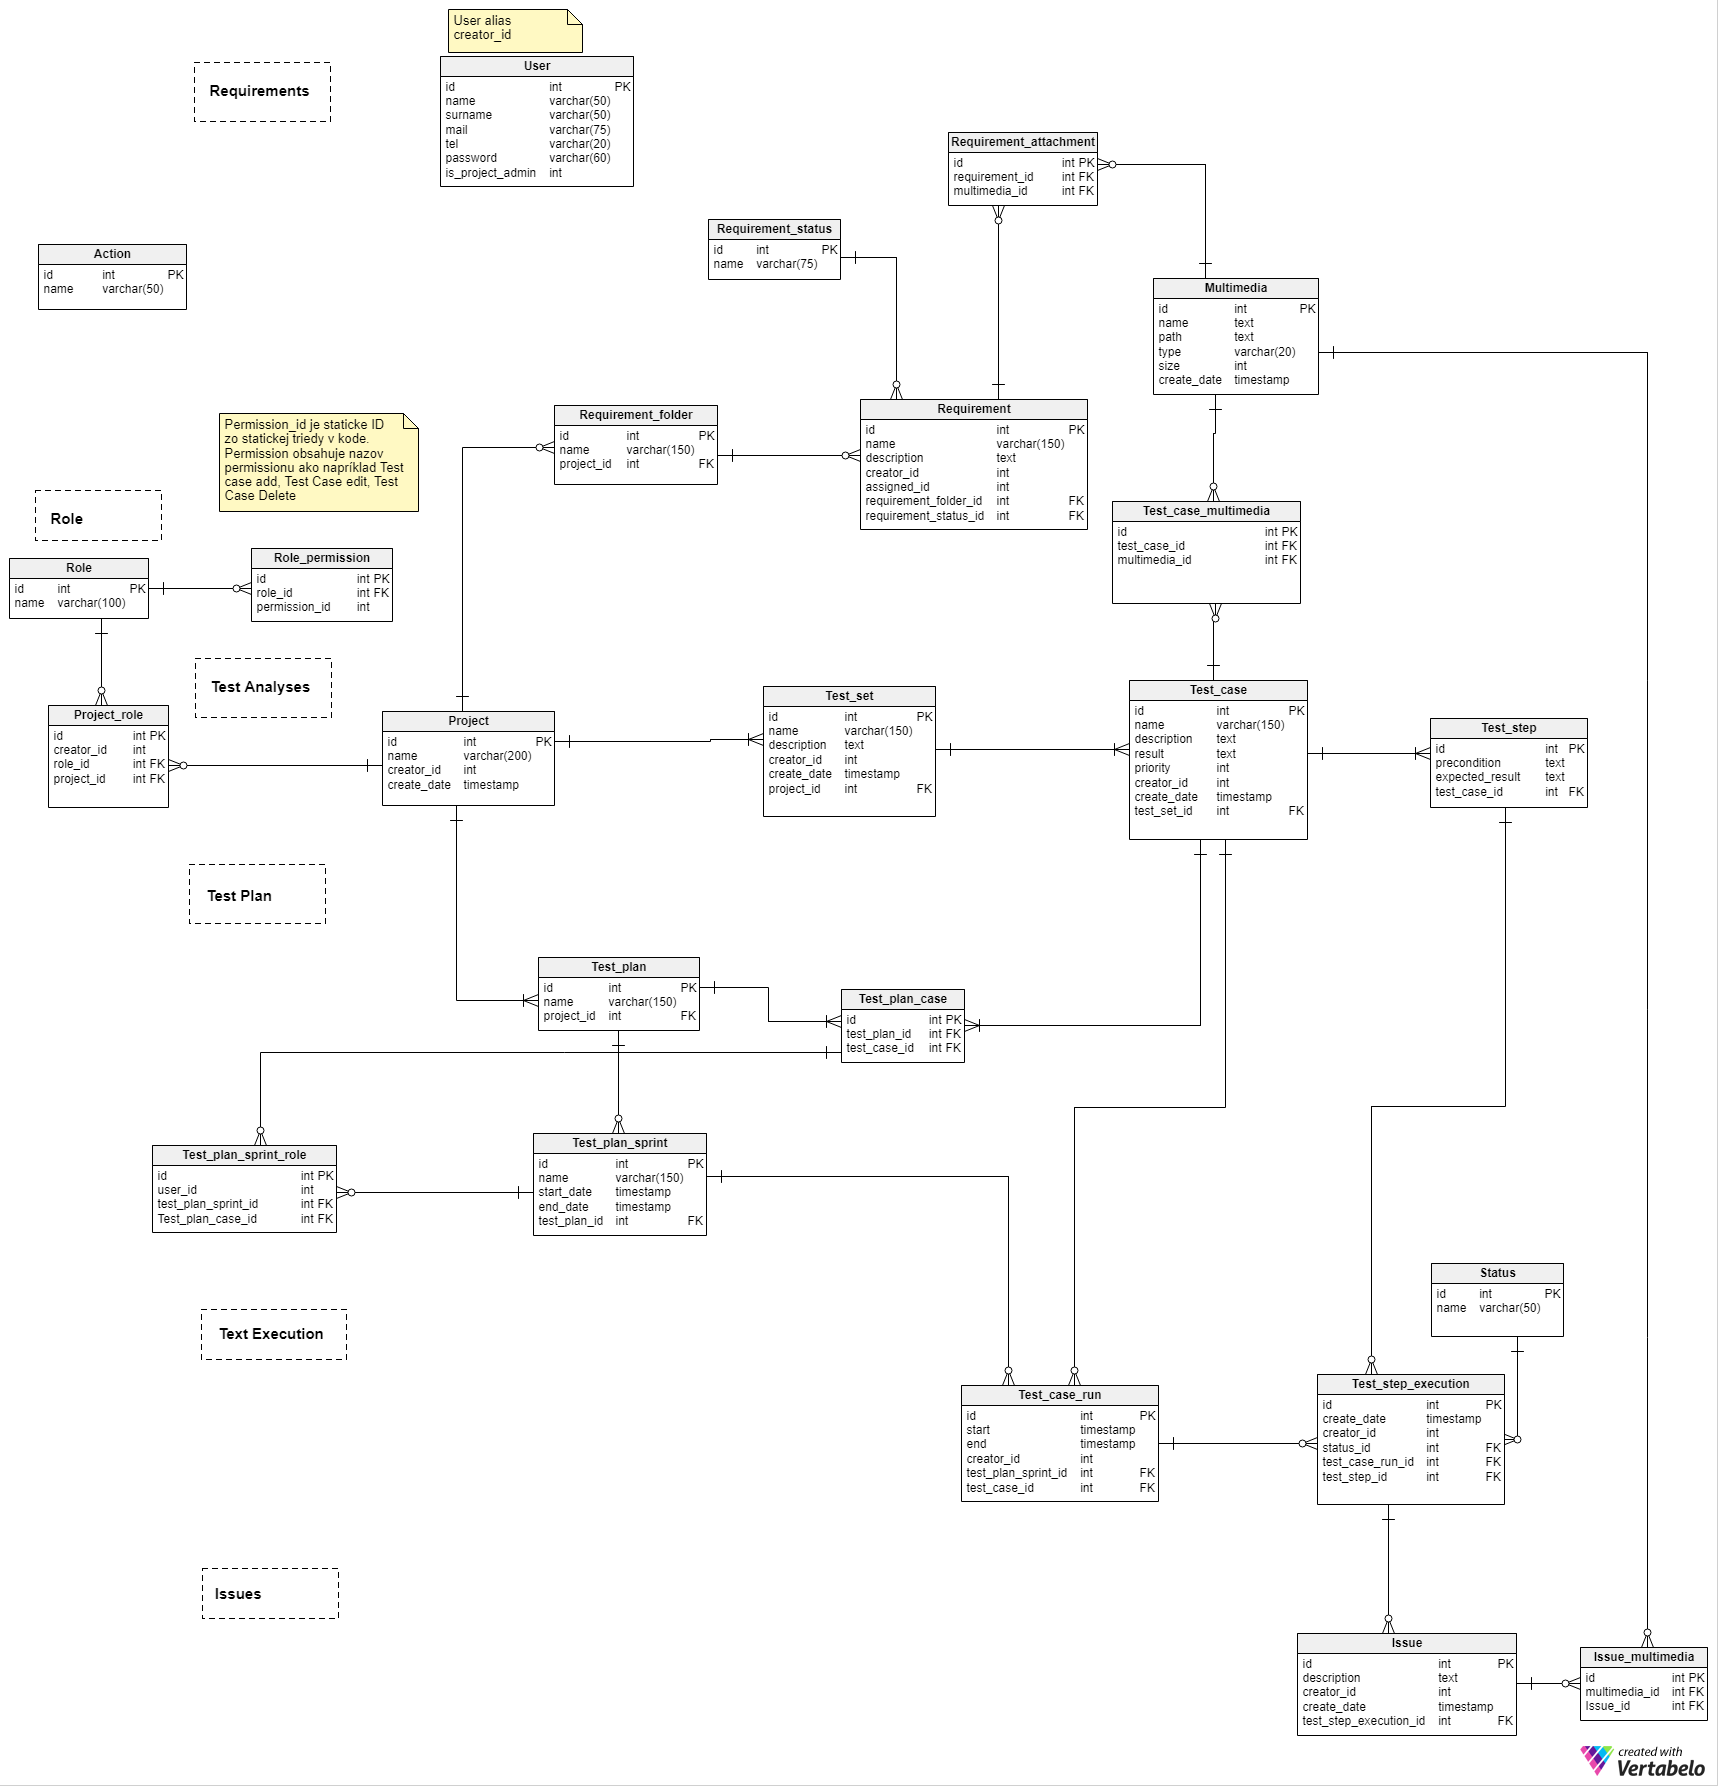 User alias
creator_id
User
id int PK
name varchar(50)
surname varchar(50)
mail varchar(75)
tel varchar(20)
password varchar(60)
is_project_admin int
Requirements
Requirement_attachment
id int PK
requirement_id int FK
multimedia_id int FK
Requirement_status
id int PK
name varchar(75)
Action
id int PK
name varchar(50)
Multimedia
id int PK
name text
path text
type varchar(20)
size int
create_date timestamp
Requirement_folder
id int PK
name varchar(150)
project_id int FK
Requirement
id int PK
name varchar(150)
description text
creator_id int
assigned_id int
requirement_folder_id int FK
requirement_status_id int FK
Permission_id je staticke ID
zo statickej triedy v kode.
Permission obsahuje nazov
permissionu ako napríklad Test
case add, Test Case edit, Test
Case Delete
Role
Test_case_multimedia
id int PK
test_case_id int FK
multimedia_id int FK
Role
id int PK
name varchar(100)
Role_permission
id int PK
role_id int FK
permission_id int
Test Analyses
Project_role
id int PK
creator_id int
role_id int FK
project_id int FK
Project
id int PK
name varchar(200)
creator_id int
create_date timestamp
Test_set
id int PK
name varchar(150)
description text
creator_id int
create_date timestamp
project_id int FK
Test_case
id int PK
name varchar(150)
description text
result text
priority int
creator_id int
create_date timestamp
test_set_id int FK
Test_step
id int PK
precondition text
expected_result text
test_case_id int FK
Test Plan
Test_plan
id int PK
name varchar(150)
project_id int FK
Test_plan_case
id int PK
test_plan_id int FK
test_case_id int FK
Test_plan_sprint_role
id int PK
user_id int
test_plan_sprint_id int FK
Test_plan_case_id int FK
Test_plan_sprint
id int PK
name varchar(150)
start_date timestamp
end_date timestamp
test_plan_id int FK
Status
id int PK
name varchar(50)
Text Execution
Test_case_run
id int PK
start timestamp
end timestamp
creator_id int
test_plan_sprint_id int FK
test_case_id int FK
Test_step_execution
id int PK
create_date timestamp
creator_id int
status_id int FK
test_case_run_id int FK
test_step_id int FK
Issues
Issue
id int PK
description text
creator_id int
create_date timestamp
test_step_execution_id int FK
Issue_multimedia
id int PK
multimedia_id int FK
Issue_id int FK
created with
Vertabelo